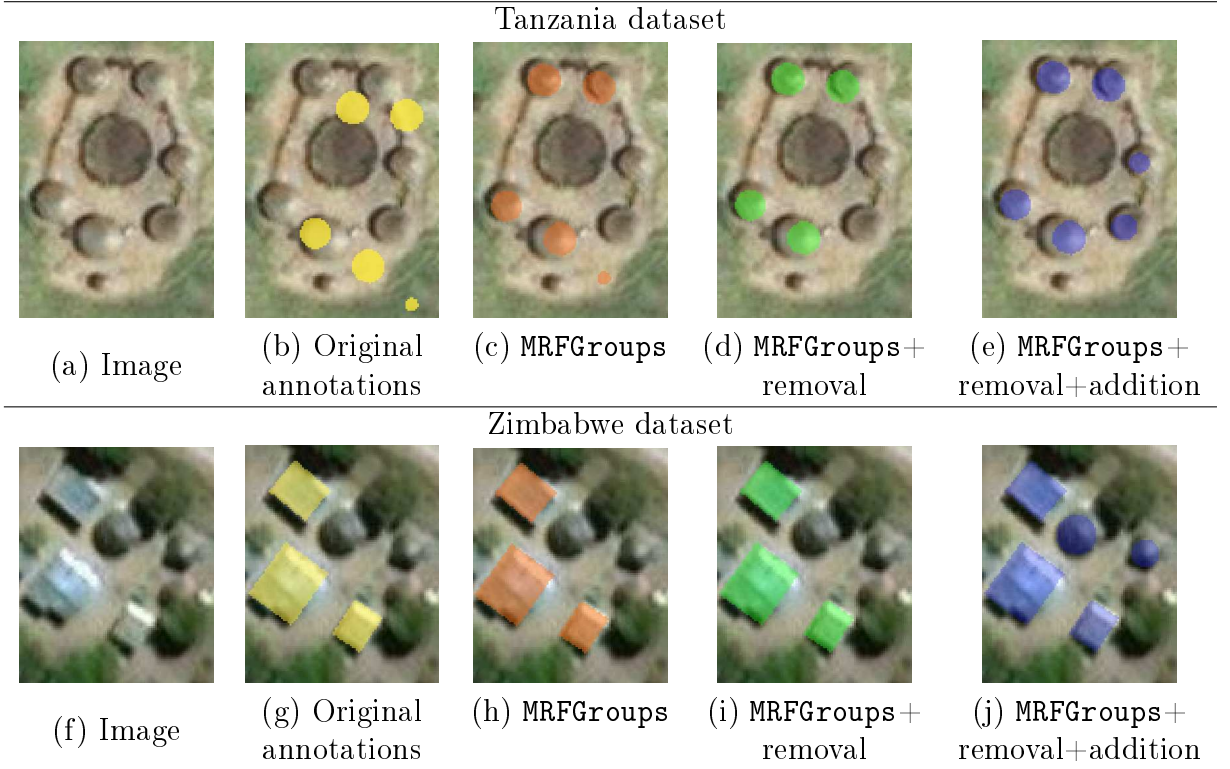 Tanzania dataset
(a) Image
(b) Original
annotations
(c) MRFGroups
(d) MRFGroups+
removal
(e) MRFGroups+
removal+addition
Zimbabwe dataset
(f) Image
(g) Original
annotations
(h) MRFGroups
(i) MRFGroups+
removal
(j) MRFGroups+
removal+addition